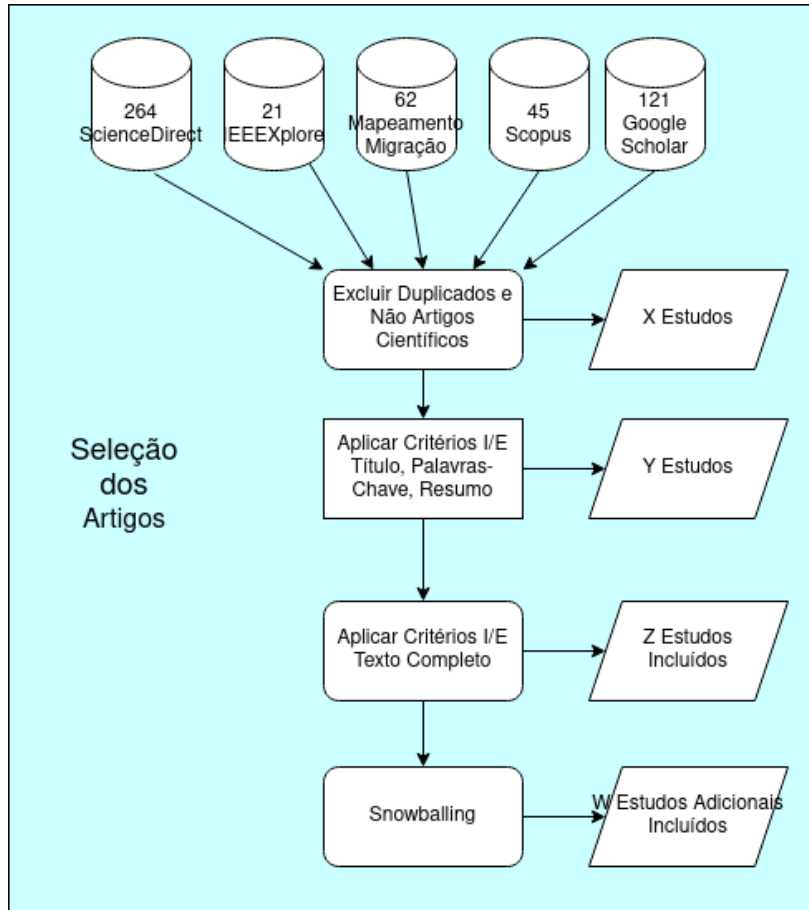 264
ScienceDirect
21
IEEEXplore
62
Mapeamento
Migração
45
Scopus
121
Google
Scholar
Excluir Duplicados e
Não Artigos
Científicos
X Estudos
Aplicar Critérios I/E
Título, Palavras-
Chave, Resumo
Y Estudos
Seleção
dos
Artigos
Aplicar Critérios I/E
Texto Completo
Z Estudos
Incluídos
Snowballing
W Estudos Adicionais
Incluídos